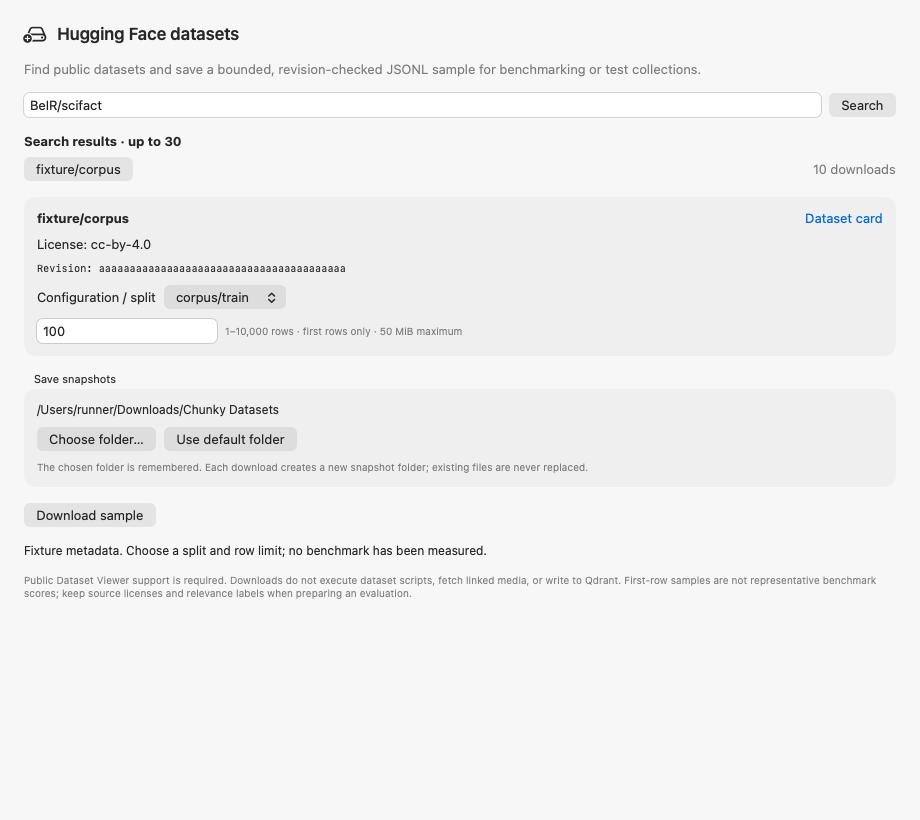 Hugging Face datasets
Find public datasets and save a bounded, revision-checked JSONL sample for benchmarking or test collections.
BeIR/scifact
Search
Search results · up to 30
fixture/corpus
10 downloads
fixture/corpus
Dataset card
License: cc-by-4.0
Revision: aaaaaaaaaaaaaaaaaaaaaaaaaaaaaaaaaaaaaaaa
Configuration / split
corpus/train
100
1–10,000 rows · first rows only · 50 MiB maximum
Save snapshots
/Users/runner/Downloads/Chunky Datasets
Choose folder...
Use default folder
The chosen folder is remembered. Each download creates a new snapshot folder; existing files are never replaced.
Download sample
Fixture metadata. Choose a split and row limit; no benchmark has been measured.
Public Dataset Viewer support is required. Downloads do not execute dataset scripts, fetch linked media, or write to Qdrant. First-row samples are not representative benchmark
scores; keep source licenses and relevance labels when preparing an evaluation.